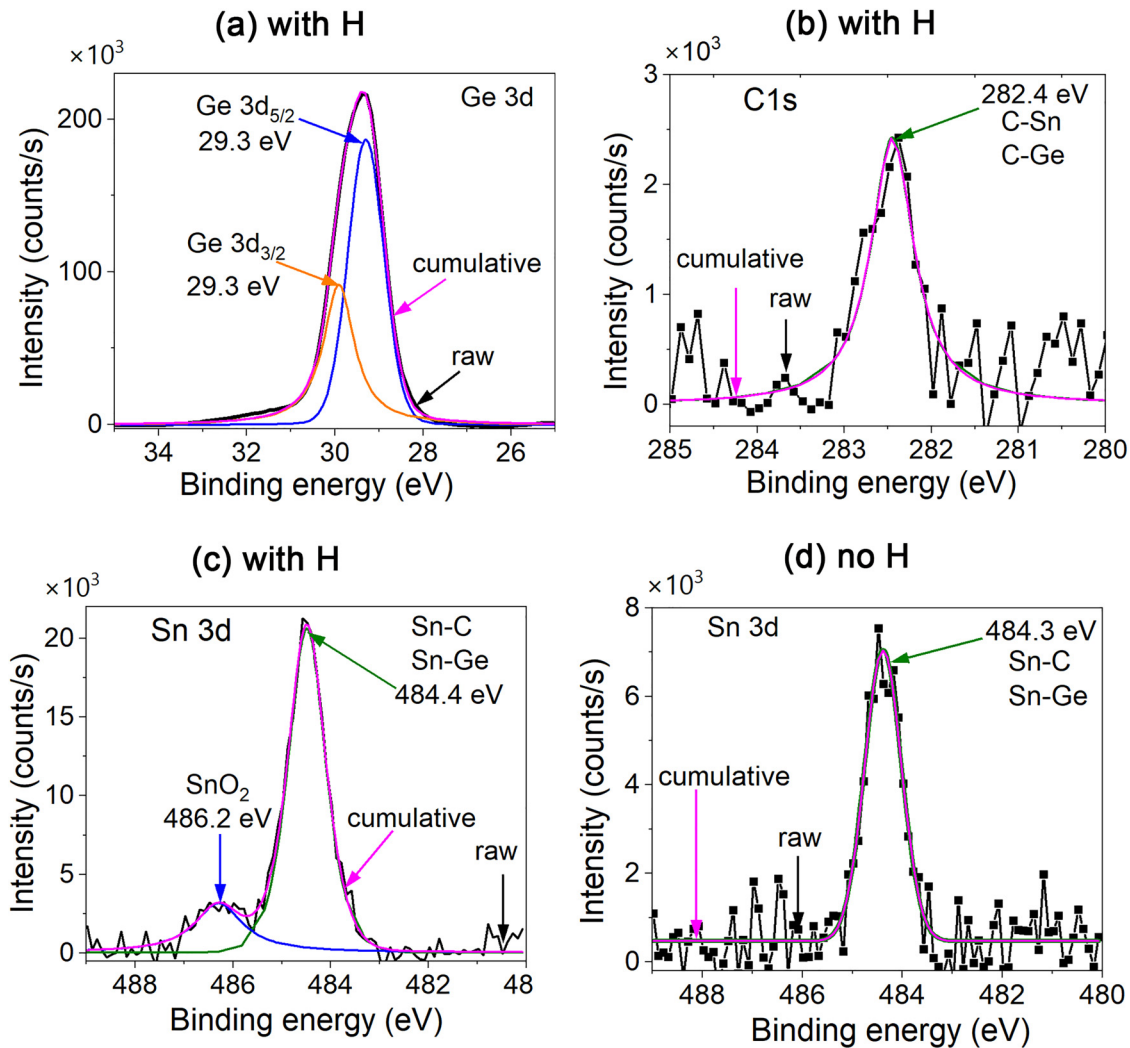 (a) with H
×10³
Ge 3d
Ge 3d5/2
29.3 eV
Ge 3d3/2
29.3 eV
cumulative
raw
200
100
0
34
32
30
28
26
Intensity (counts/s)
Binding energy (eV)
(b) with H
×10³
C1s
282.4 eV
C-Sn
C-Ge
cumulative
raw
3
2
1
0
285
284
283
282
281
280
Intensity (counts/s)
Binding energy (eV)
(c) with H
×10³
Sn 3d
Sn-C
Sn-Ge
484.4 eV
SnO2
486.2 eV
cumulative
raw
20
15
10
5
0
488
486
484
482
48
Intensity (counts/s)
Binding energy (eV)
(d) no H
×10³
Sn 3d
484.3 eV
Sn-C
Sn-Ge
cumulative
raw
8
6
4
2
0
488
486
484
482
480
Intensity (counts/s)
Binding energy (eV)